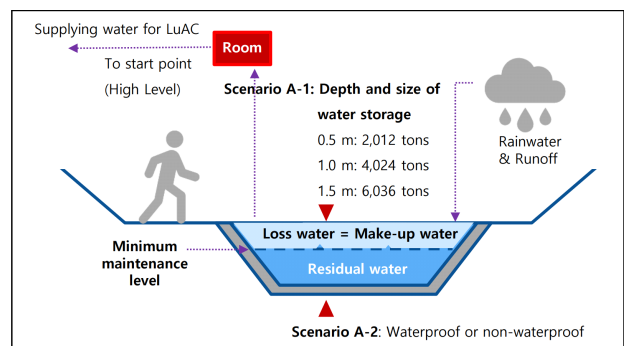 Supplying water for LuAC
Room
To start point
(High Level)
Scenario A-1: Depth and size of
water storage
0.5 m: 2,012 tons
1.0 m: 4,024 tons
1.5 m: 6,036 tons
Rainwater
& Runoff
Loss water = Make-up water
Minimum
maintenance
level
Residual water
Scenario A-2: Waterproof or non-waterproof